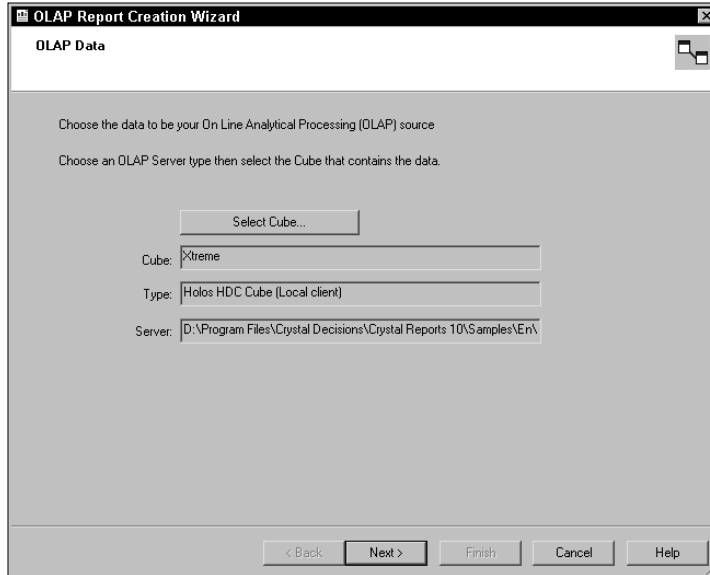 OLAP Report Creation Wizard
OLAP Data
Choose the data to be your On Line Analytical Processing (OLAP) source
Choose an OLAP Server type then select the Cube that contains the data.
Select Cube...
Cube: Xtreme
Type: Holos HDC Cube (Local client)
Server: D:\Program Files\Crystal Decisions\Crystal Reports 10\Samples\En\
< Back Next > Finish Cancel Help